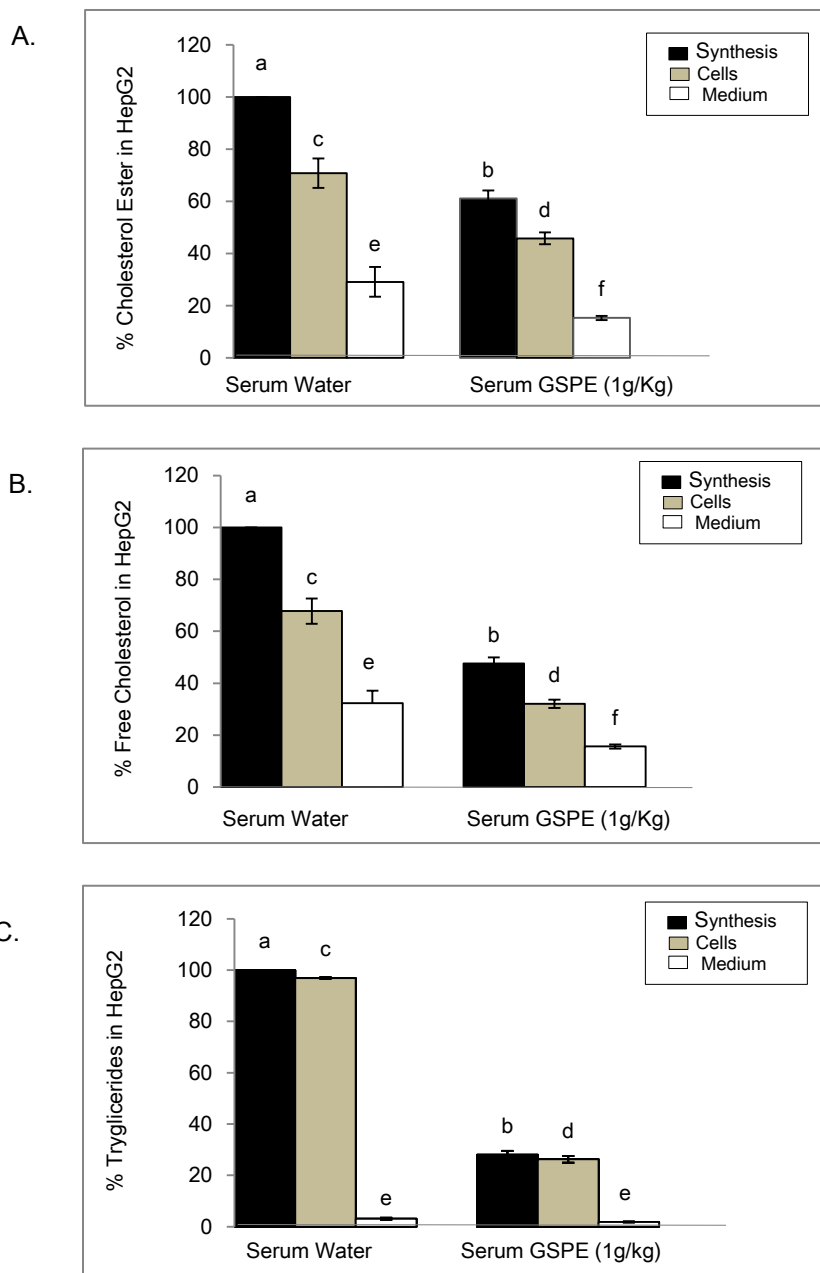 A.
% Cholesterol Ester in HepG2
120
100
80
60
40
20
0
a
c
e
b
d
f
Synthesis
Cells
Medium
Serum Water
Serum GSPE (1g/Kg)
B.
% Free Cholesterol in HepG2
120
100
80
60
40
20
0
a
c
e
b
d
f
Synthesis
Cells
Medium
Serum Water
Serum GSPE (1g/Kg)
C.
% Tryglicerides in HepG2
120
100
80
60
40
20
0
a
c
e
b
d
e
Synthesis
Cells
Medium
Serum Water
Serum GSPE (1g/kg)